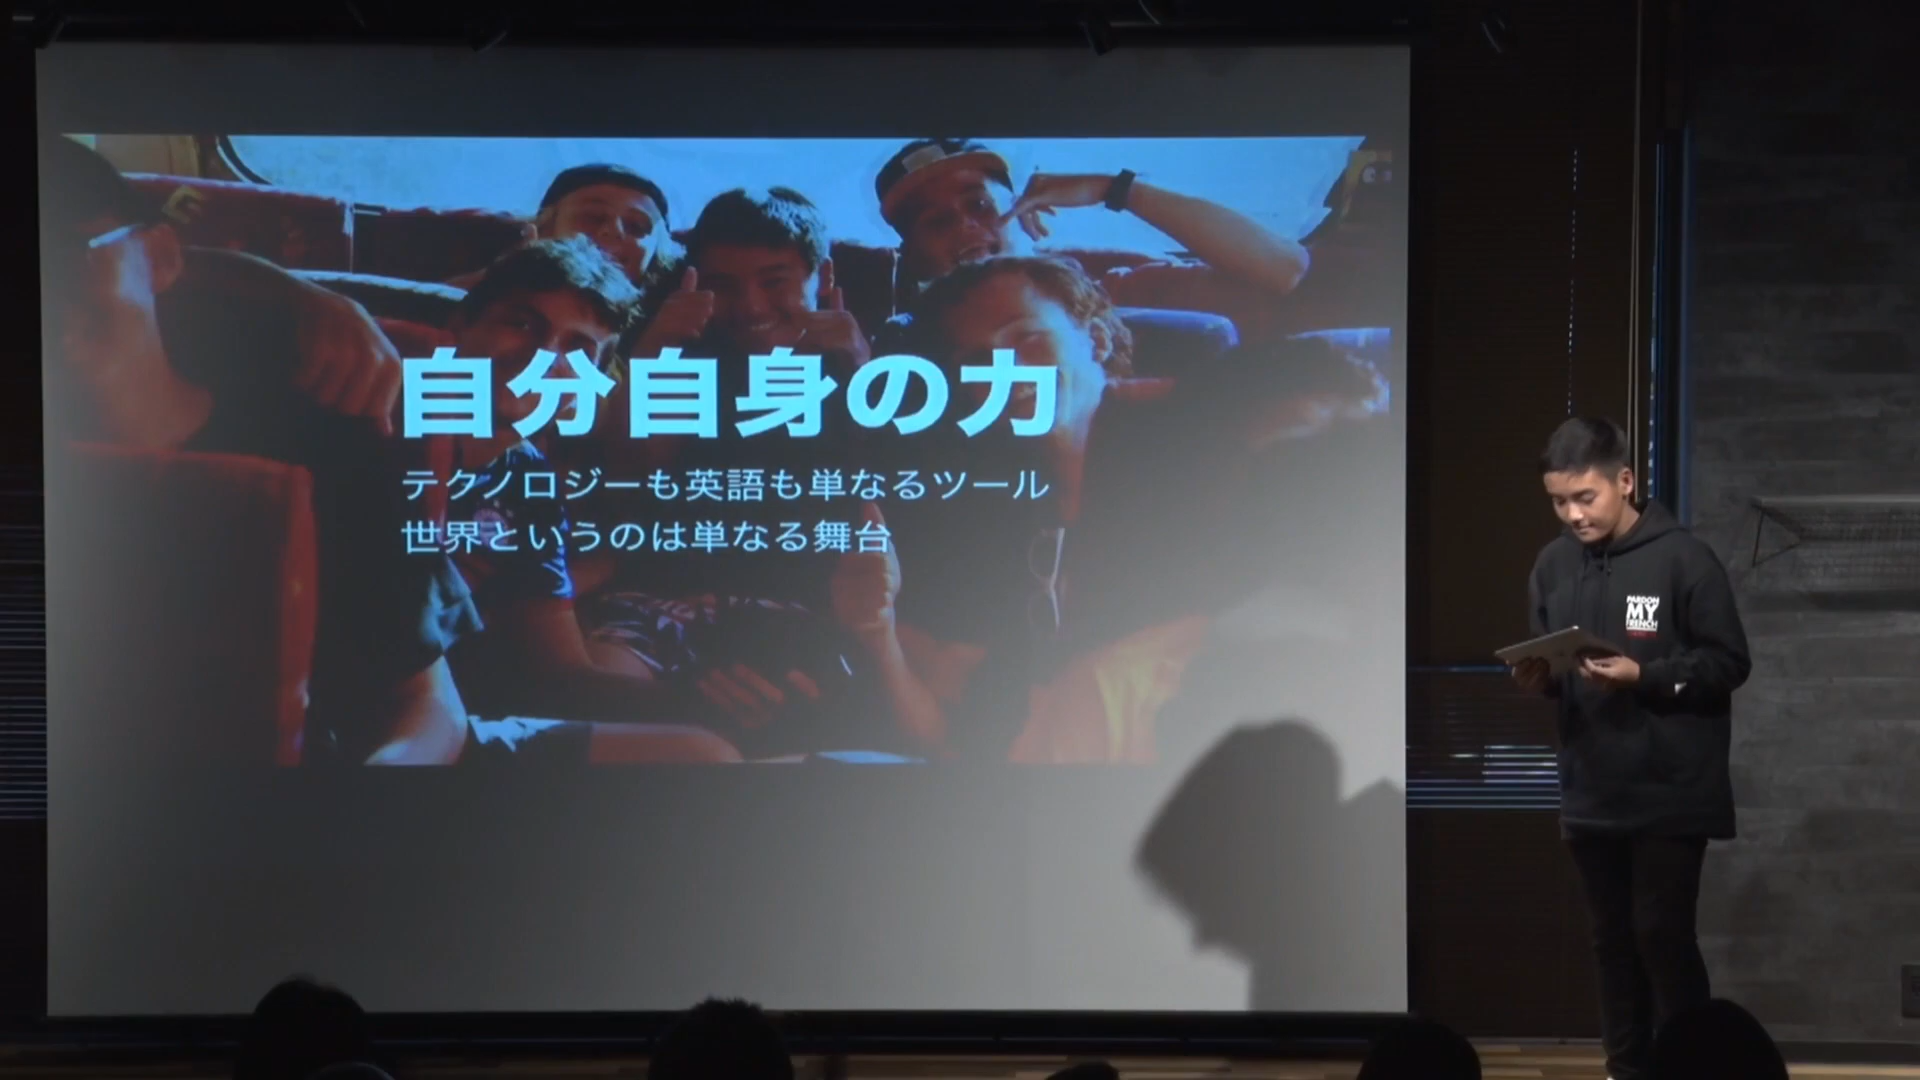 自分自身の力
テクノロジーも英語も単なるツール
世界というのは単なる舞台
PARDON
MY
FRENCH